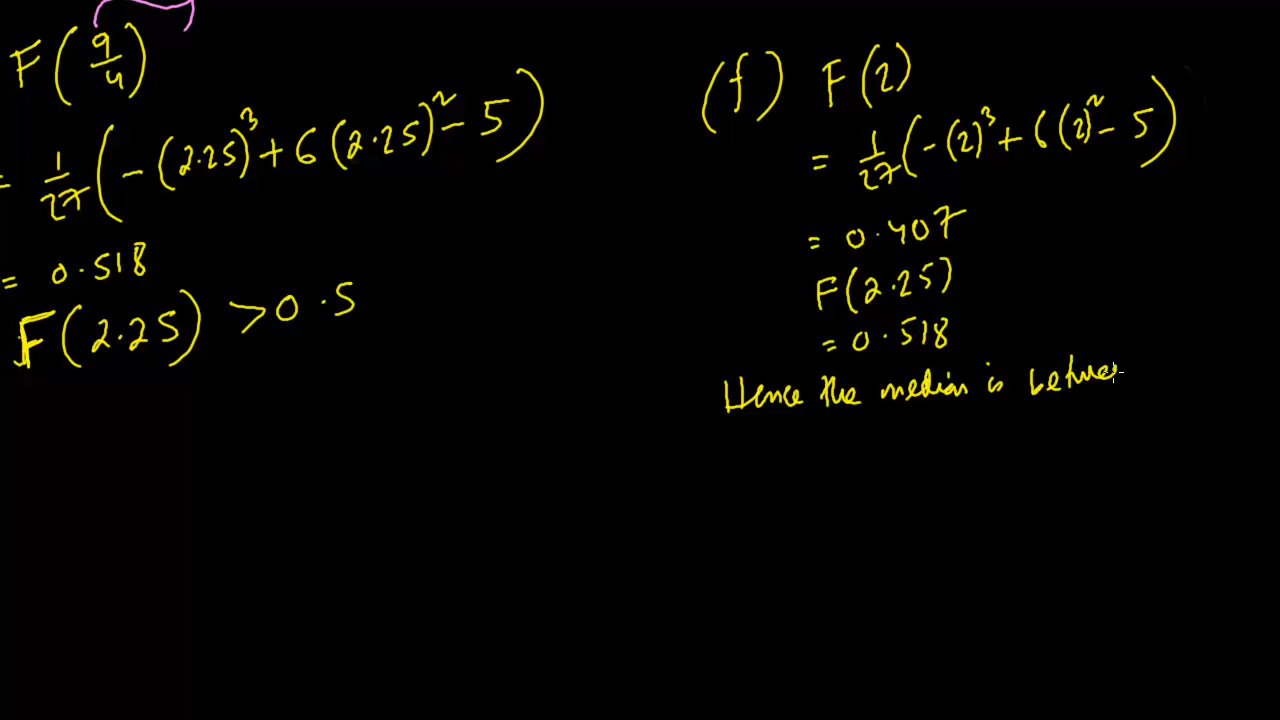 F(9/4)
= 1/27(-(2.25)³+6(2.25)²-5)
= 0.518
F(2.25) >0.5
(f) F(2)
= 1/27(-(2)³+6(2)²-5)
= 0.407
F(2.25)
= 0.518
Hence the median is betwee